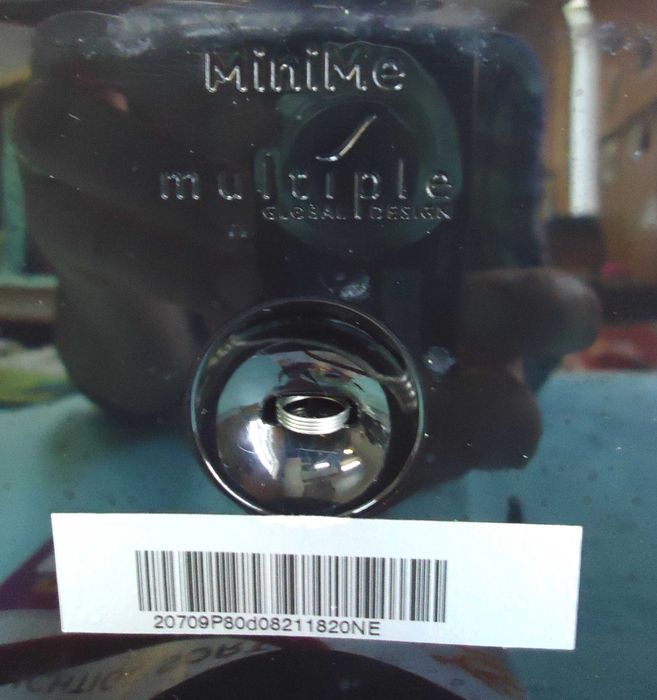 MiniMe
multiple
GLOBAL DESIGN
20709P80d08211820NE